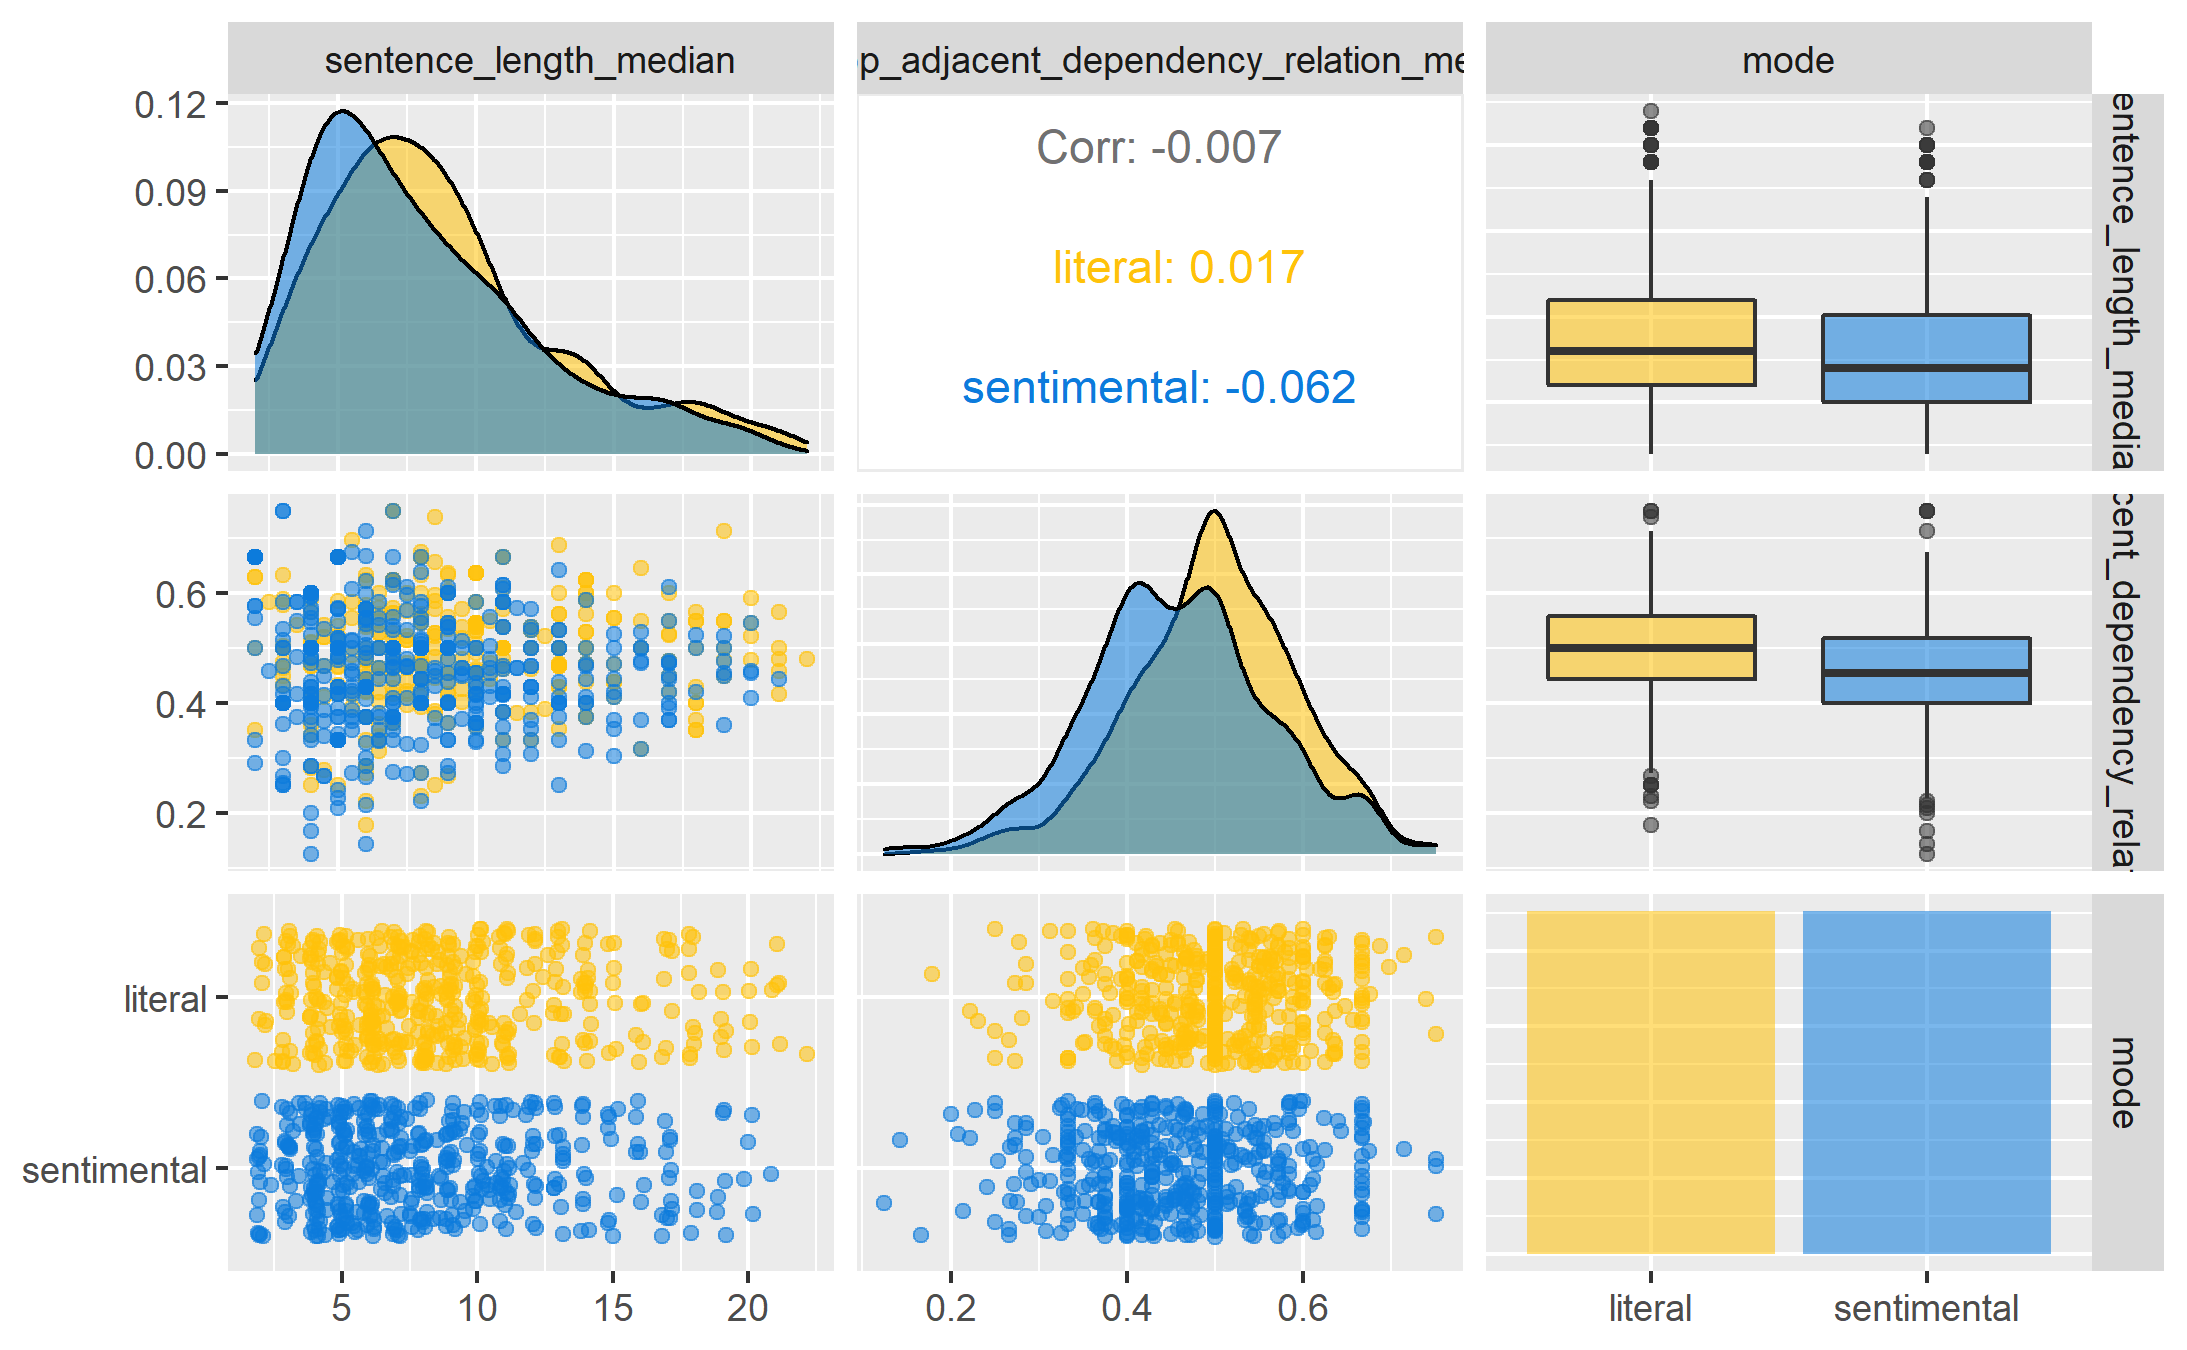 sentence_length_median
op_adjacent_dependency_relation_me
mode
0.12
0.09
0.06
0.03
0.00
Corr: -0.007
literal: 0.017
sentimental: -0.062
entence_length_media
0.6
0.4
0.2
cent_dependency_rela
literal
sentimental
mode
5 10 15 20
0.2 0.4 0.6
literal sentimental